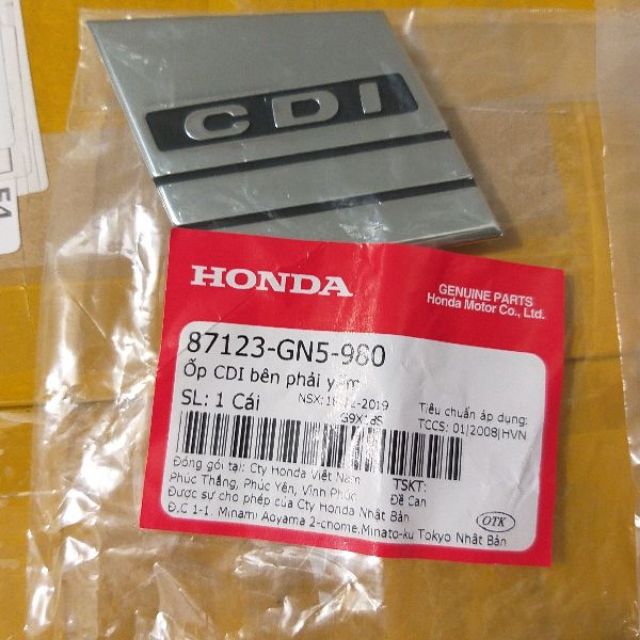 CDI
HONDA
GENUINE PARTS
Honda Motor Co., Ltd.
87123-GN5-980
Ốp CDI bên phải yếm
SL: 1 Cái
Tiêu chuẩn áp dụng:
TCCS: 01|2008|HVN
Đóng gói tại: Cty Honda Việt Nam
Phúc Thắng, Phúc Yên, Vĩnh Phúc
Được sự cho phép của Cty Honda Nhật Bản
Đ.C 1-1. Minami Aoyama 2-chome,Minato-ku Tokyo Nhật Bản
TSKT:
Đề Can
OTK
51